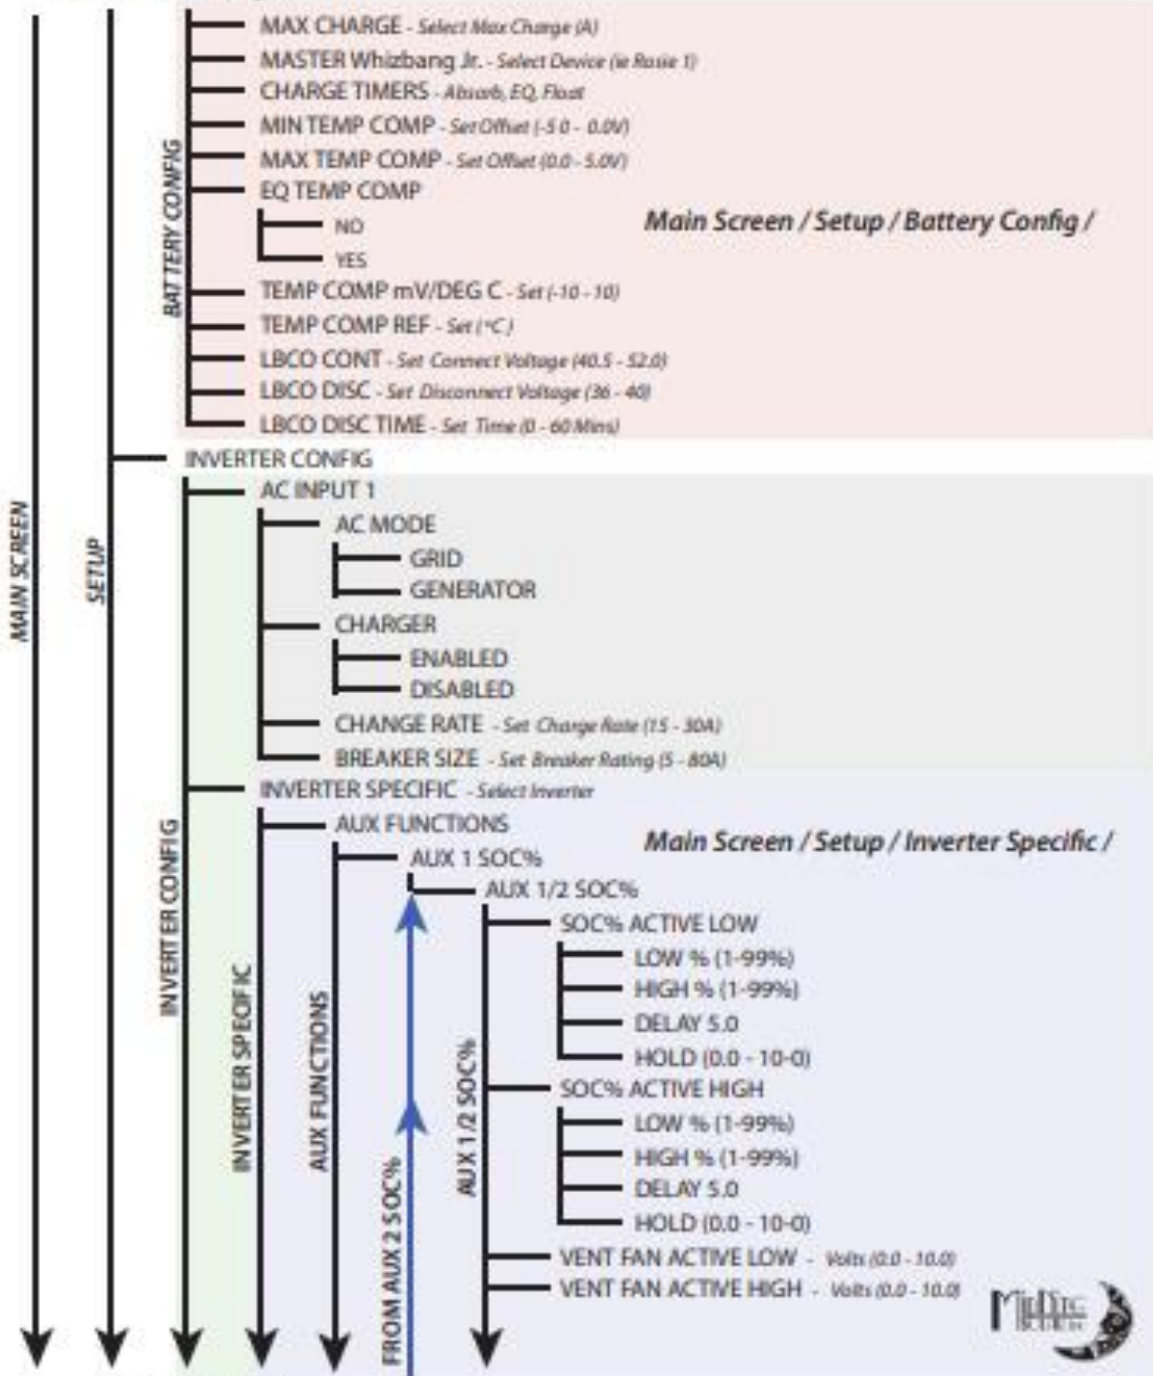 MAX CHARGE - Select Max Charge (A)
MASTER Whizbang Jr. - Select Device (ie Rosie 1)
CHARGE TIMERS - Absorb, EQ, Float
MIN TEMP COMP - Set Offset (-5 0 - 0.0V)
MAX TEMP COMP - Set Offset (0.0 - 5.0V)
EQ TEMP COMP
NO
YES
Main Screen / Setup / Battery Config /
TEMP COMP mV/DEG C - Set (-10 - 10)
TEMP COMP REF - Set (°C)
LBCO CONT - Set Connect Voltage (40.5 - 52.0)
LBCO DISC - Set Disconnect Voltage (36 - 40)
LBCO DISC TIME - Set Time (0 - 60 Mins)
BATTERY CONFIG
INVERTER CONFIG
AC INPUT 1
AC MODE
GRID
GENERATOR
CHARGER
ENABLED
DISABLED
CHANGE RATE - Set Charge Rate (15 - 30A)
BREAKER SIZE - Set Breaker Rating (5 - 80A)
MAIN SCREEN
SETUP
INVERTER SPECIFIC - Select Inverter
AUX FUNCTIONS
Main Screen / Setup / Inverter Specific /
AUX 1 SOC%
AUX 1/2 SOC%
SOC% ACTIVE LOW
LOW % (1-99%)
HIGH % (1-99%)
DELAY 5.0
HOLD (0.0 - 10-0)
SOC% ACTIVE HIGH
LOW % (1-99%)
HIGH % (1-99%)
DELAY 5.0
HOLD (0.0 - 10-0)
VENT FAN ACTIVE LOW - Volts (0.0 - 10.0)
VENT FAN ACTIVE HIGH - Volts (0.0 - 10.0)
INVERTER CONFIG
INVERTER SPECIFIC
AUX FUNCTIONS
FROM AUX 2 SOC%
AUX 1/2 SOC%